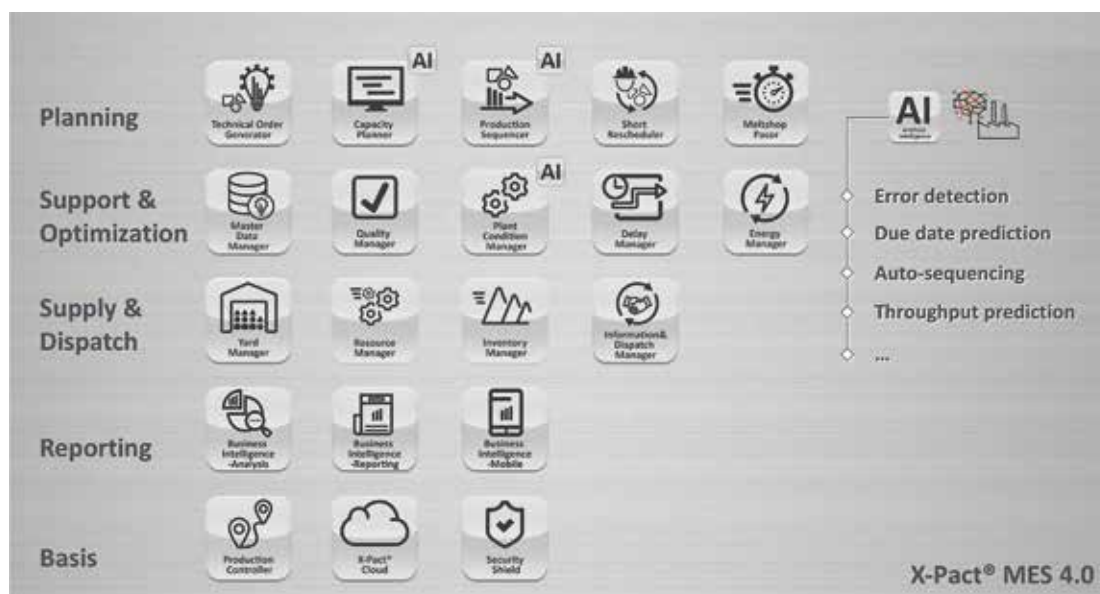 Planning
AI
AI
Technical Order
Generator
Capacity
Planner
Production
Sequencer
Short
Rescheduler
Meltshop
Pacer
AI
artificial
intelligence
Support &
Optimization
AI
Master
Data
Manager
Quality
Manager
Plant
Condition
Manager
Delay
Manager
Energy
Manager
Error detection
Due date prediction
Auto-sequencing
Throughput prediction
...
Supply &
Dispatch
Yard
Manager
Resource
Manager
Inventory
Manager
Information&
Dispatch
Manager
Reporting
Business
Intelligence
-Analysis
Business
Intelligence
-Reporting
Business
Intelligence
-Mobile
Basis
Production
Controller
X-Pact®
Cloud
Security
Shield
X-Pact® MES 4.0